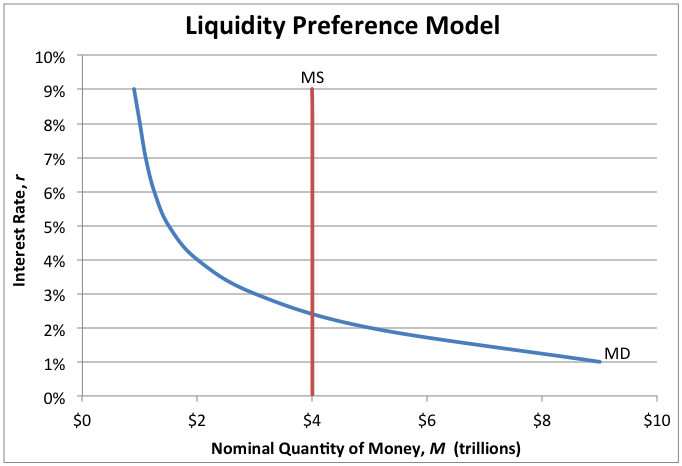 Liquidity Preference Model
10%
9%
8%
7%
6%
5%
4%
3%
2%
1%
0%
Interest Rate, r
MS
MD
$0 $2 $4 $6 $8 $10
Nominal Quantity of Money, M (trillions)